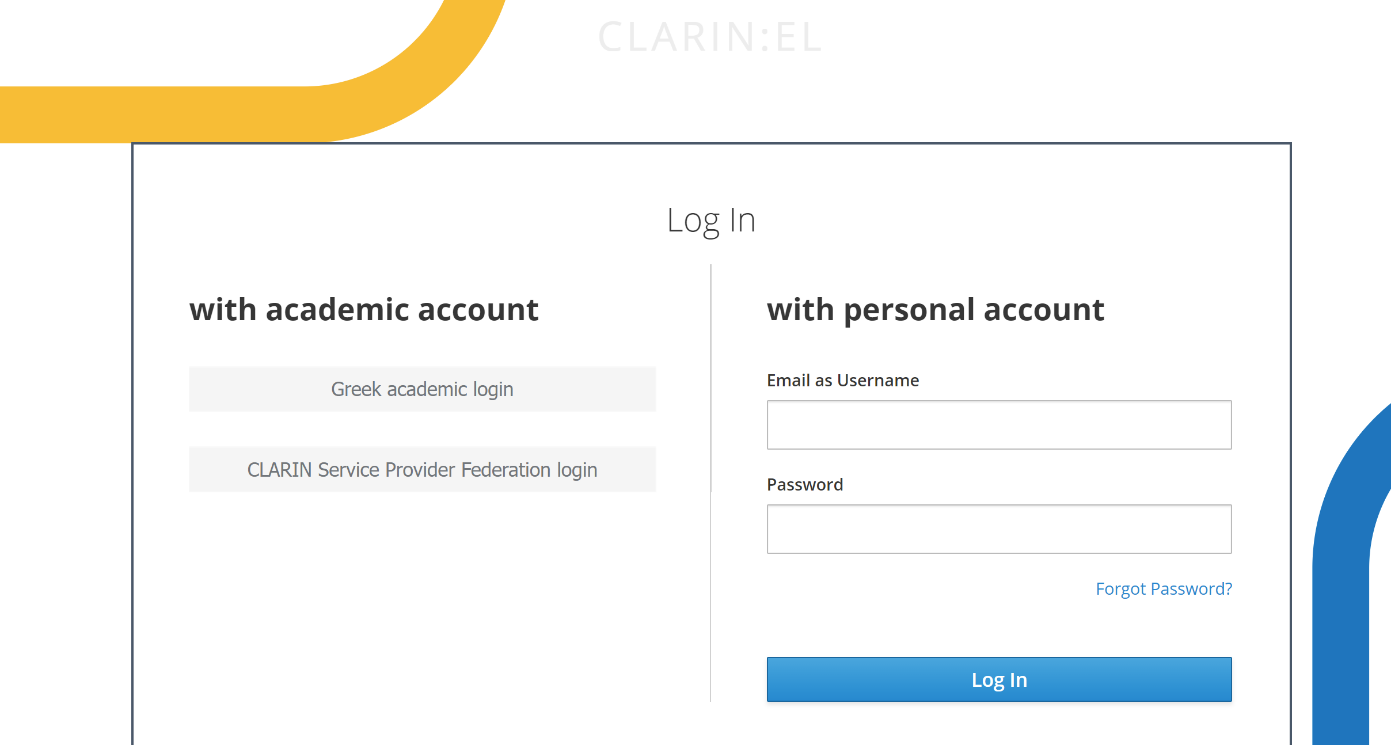 CLARIN:EL
Log In
with academic account
Greek academic login
CLARIN Service Provider Federation login
with personal account
Email as Username
Password
Forgot Password?
Log In